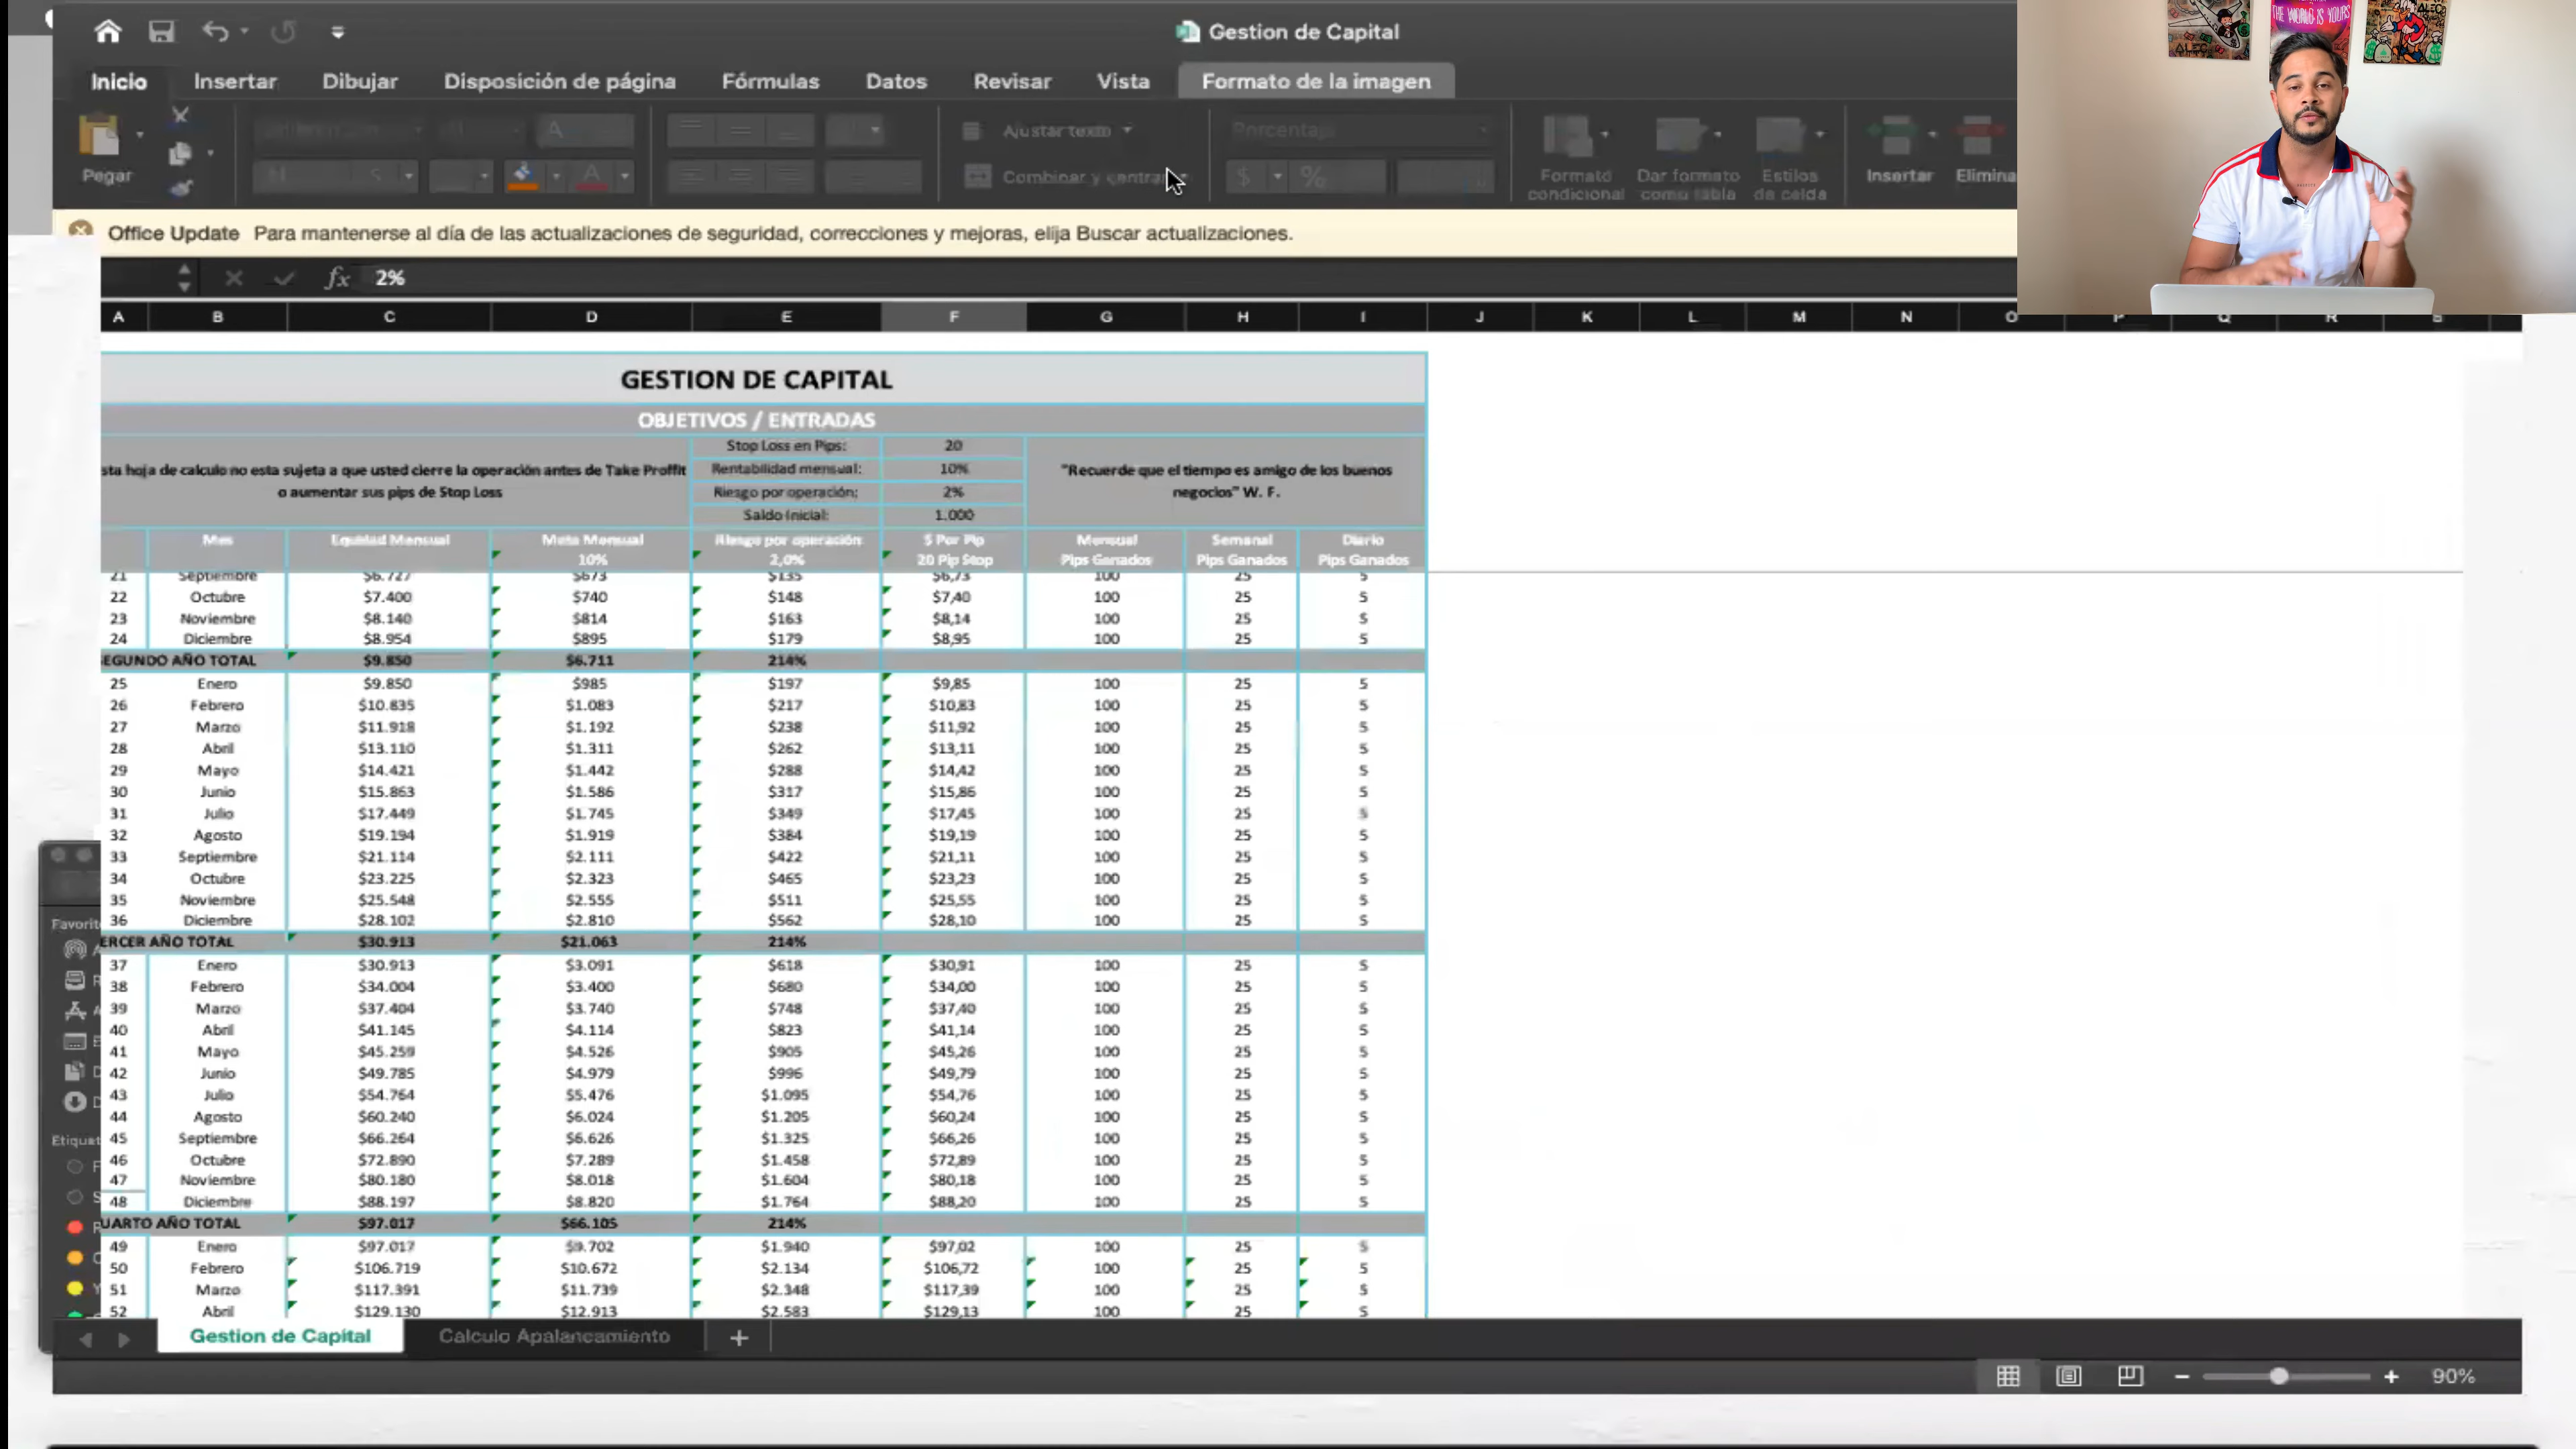 Gestion de Capital
Inicio Insertar Dibujar Disposición de página Fórmulas Datos Revisar Vista Formato de la imagen
Pegar Ajustar texto Combinar y centrar Porcentaje $ % Formato condicional Dar formato como tabla Estilos de celda Insertar Elimina
THE WORLD IS YOURS
ALEC
ALEC
Office Update Para mantenerse al día de las actualizaciones de seguridad, correcciones y mejoras, elija Buscar actualizaciones.
fx 2%
A B C D E F G H I J K L M N O P Q R S
GESTION DE CAPITAL
OBJETIVOS / ENTRADAS
sta hoja de calculo no esta sujeta a que usted cierre la operación antes de Take Proffit
o aumentar sus pips de Stop Loss
Stop Loss en Pips: 20
Rentabilidad mensual: 10%
Riesgo por operación: 2%
Saldo Inicial: 1.000
"Recuerde que el tiempo es amigo de los buenos
negocios" W. F.
Mes Equidad Mensual Meta Mensual Riesgo por operación $ Por Pip Mensual Semanal Diario
10% 2,0% 20 Pip Stop Pips Ganados Pips Ganados Pips Ganados
21 Septiembre $6.727 $673 $135 $6,73 100 25 5
22 Octubre $7.400 $740 $148 $7,40 100 25 5
23 Noviembre $8.140 $814 $163 $8,14 100 25 5
24 Diciembre $8.954 $895 $179 $8,95 100 25 5
EGUNDO AÑO TOTAL $9.850 $6.711 214%
25 Enero $9.850 $985 $197 $9,85 100 25 5
26 Febrero $10.835 $1.083 $217 $10,83 100 25 5
27 Marzo $11.918 $1.192 $238 $11,92 100 25 5
28 Abril $13.110 $1.311 $262 $13,11 100 25 5
29 Mayo $14.421 $1.442 $288 $14,42 100 25 5
30 Junio $15.863 $1.586 $317 $15,86 100 25 5
31 Julio $17.449 $1.745 $349 $17,45 100 25 5
32 Agosto $19.194 $1.919 $384 $19,19 100 25 5
33 Septiembre $21.114 $2.111 $422 $21,11 100 25 5
34 Octubre $23.225 $2.323 $465 $23,23 100 25 5
35 Noviembre $25.548 $2.555 $511 $25,55 100 25 5
36 Diciembre $28.102 $2.810 $562 $28,10 100 25 5
ERCER AÑO TOTAL $30.913 $21.063 214%
37 Enero $30.913 $3.091 $618 $30,91 100 25 5
38 Febrero $34.004 $3.400 $680 $34,00 100 25 5
39 Marzo $37.404 $3.740 $748 $37,40 100 25 5
40 Abril $41.145 $4.114 $823 $41,14 100 25 5
41 Mayo $45.259 $4.526 $905 $45,26 100 25 5
42 Junio $49.785 $4.979 $996 $49,79 100 25 5
43 Julio $54.764 $5.476 $1.095 $54,76 100 25 5
44 Agosto $60.240 $6.024 $1.205 $60,24 100 25 5
45 Septiembre $66.264 $6.626 $1.325 $66,26 100 25 5
46 Octubre $72.890 $7.289 $1.458 $72,89 100 25 5
47 Noviembre $80.180 $8.018 $1.604 $80,18 100 25 5
48 Diciembre $88.197 $8.820 $1.764 $88,20 100 25 5
UARTO AÑO TOTAL $97.017 $66.105 214%
49 Enero $97.017 $9.702 $1.940 $97,02 100 25 5
50 Febrero $106.719 $10.672 $2.134 $106,72 100 25 5
51 Marzo $117.391 $11.739 $2.348 $117,39 100 25 5
52 Abril $129.130 $12.913 $2.583 $129,13 100 25 5
Favorit
Etiquet
Gestion de Capital Calculo Apalancamiento +
90%